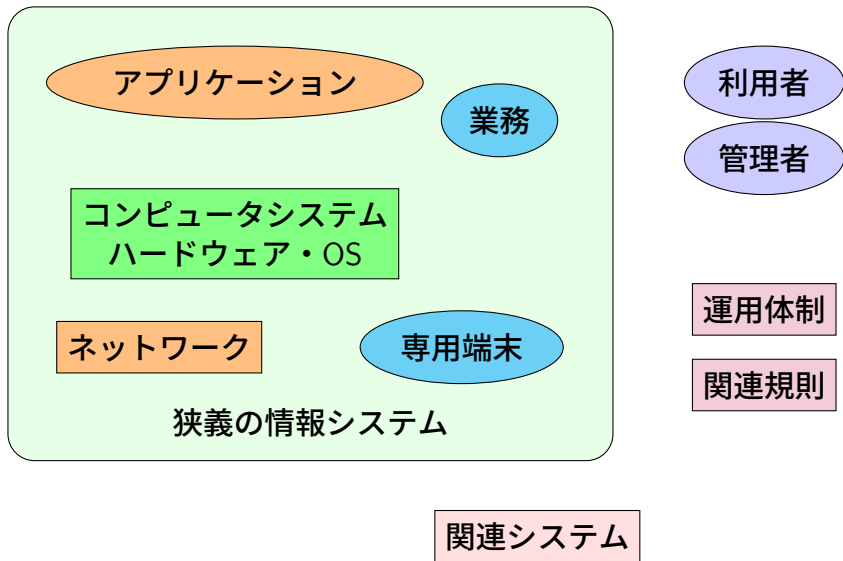 アプリケーション
業務
コンピュータシステム
ハードウェア・OS
ネットワーク
専用端末
狭義の情報システム
利用者
管理者
運用体制
関連規則
関連システム